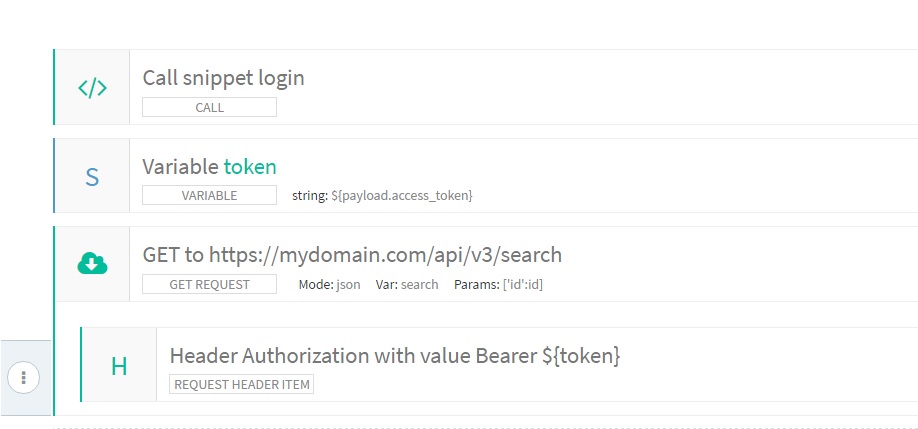 </> Call snippet login
CALL
S Variable token
VARIABLE string: ${payload.access_token}
GET to https://mydomain.com/api/v3/search
GET REQUEST Mode: json Var: search Params: ['id':id]
H Header Authorization with value Bearer ${token}
REQUEST HEADER ITEM